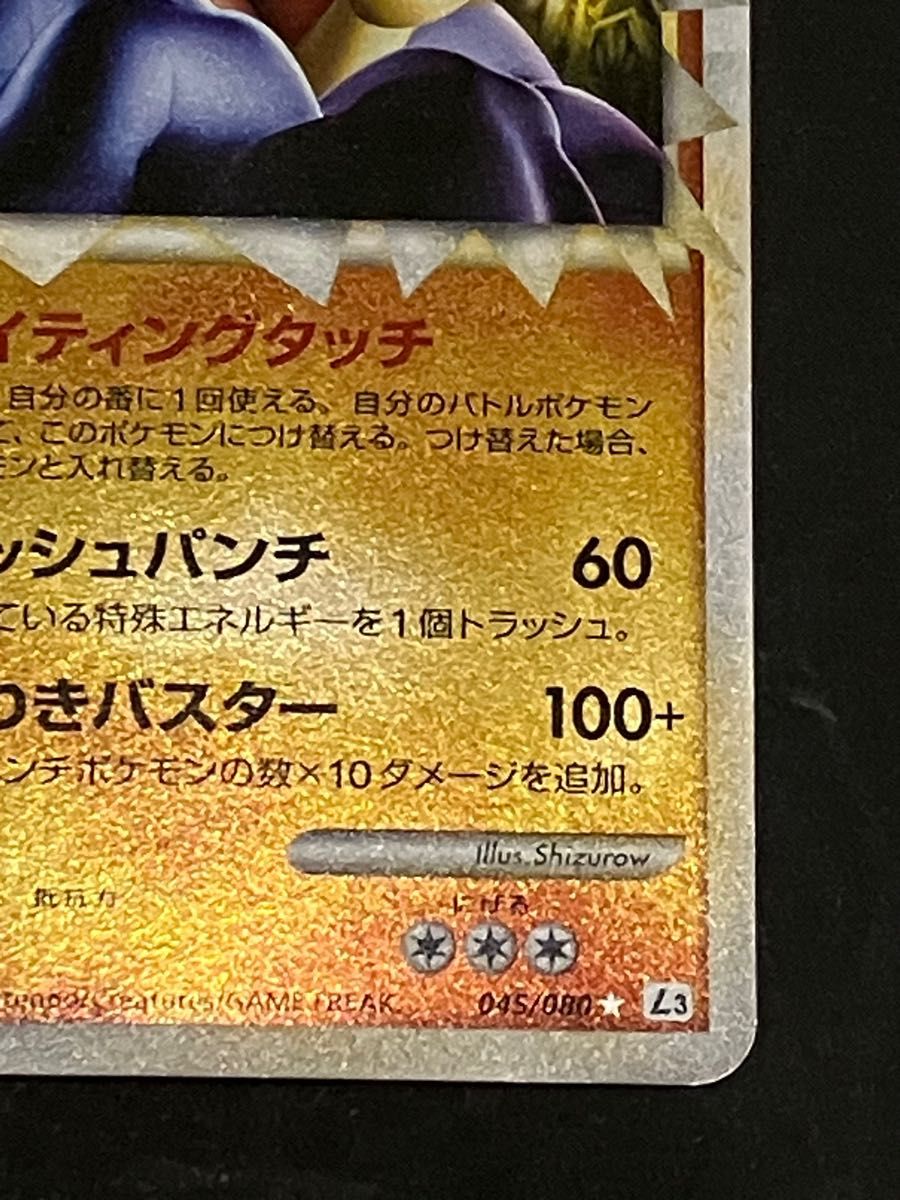 イティングタッチ
自分の番に1回使える。自分のバトルポケモン
て、このポケモンにつけ替える。つけ替えた場合、
モンと入れ替える。
ッシュパンチ 60
ている特殊エネルギーを1個トラッシュ。
つきバスター 100+
ンチポケモンの数×10ダメージを追加。
Illus. Shizurow
抵抗力 にげる
tendo/Creatures/GAME FREAK. 045/080 ★ L3